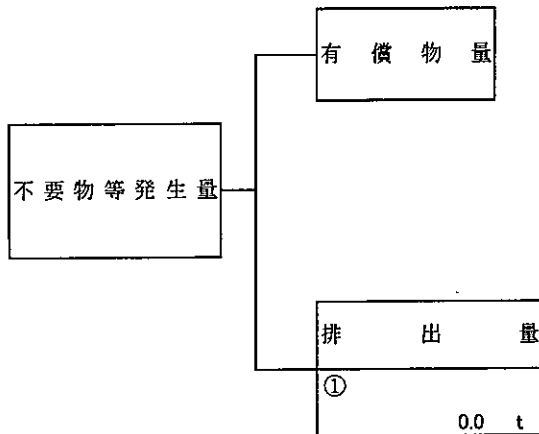 有償物量
不要物等発生量
排出量
①
0.0 t